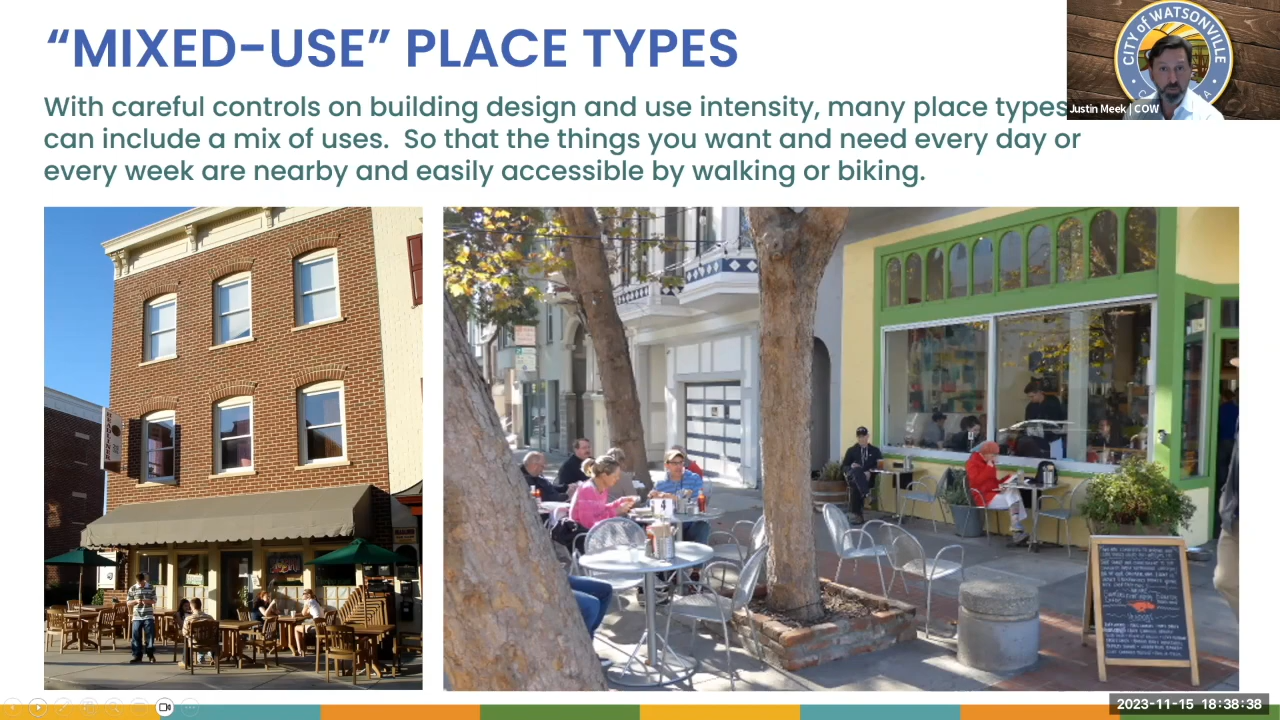 “MIXED-USE” PLACE TYPES
With careful controls on building design and use intensity, many place types
can include a mix of uses.  So that the things you want and need every day or
every week are nearby and easily accessible by walking or biking.
CITY of WATSONVILLE
Justin Meek | COW
4
2023-11-15  18:38:38